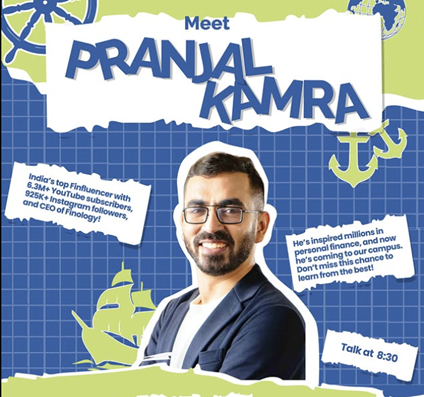 Meet
PRANJAL
KAMRA
India's top Finfluencer with
6.3M+ YouTube subscribers,
925K+ Instagram followers,
and CEO of Finology!
He's inspired millions in
personal finance, and now
he's coming to our campus.
Don't miss this chance to
learn from the best!
Talk at 8:30